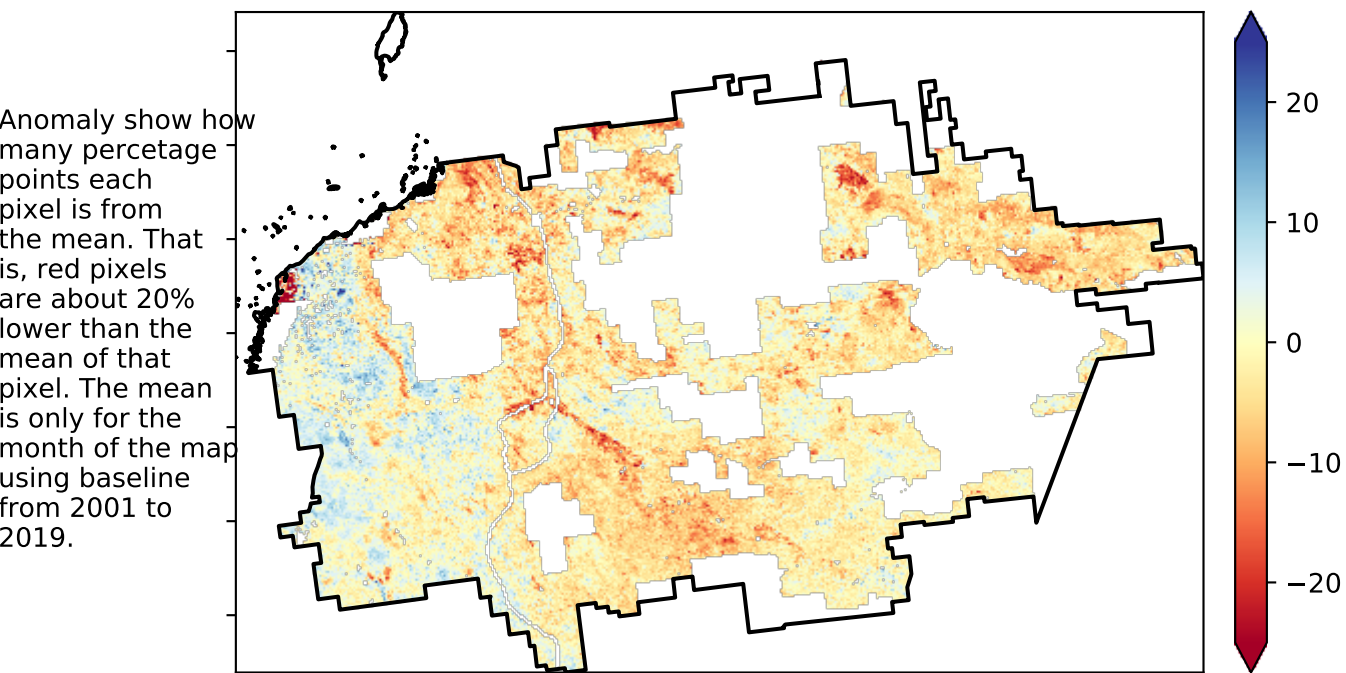 Anomaly show how
many percetage
points each
pixel is from
the mean. That
is, red pixels
are about 20%
lower than the
mean of that
pixel. The mean
is only for the
month of the map
using baseline
from 2001 to
2019.
20
10
0
−10
−20